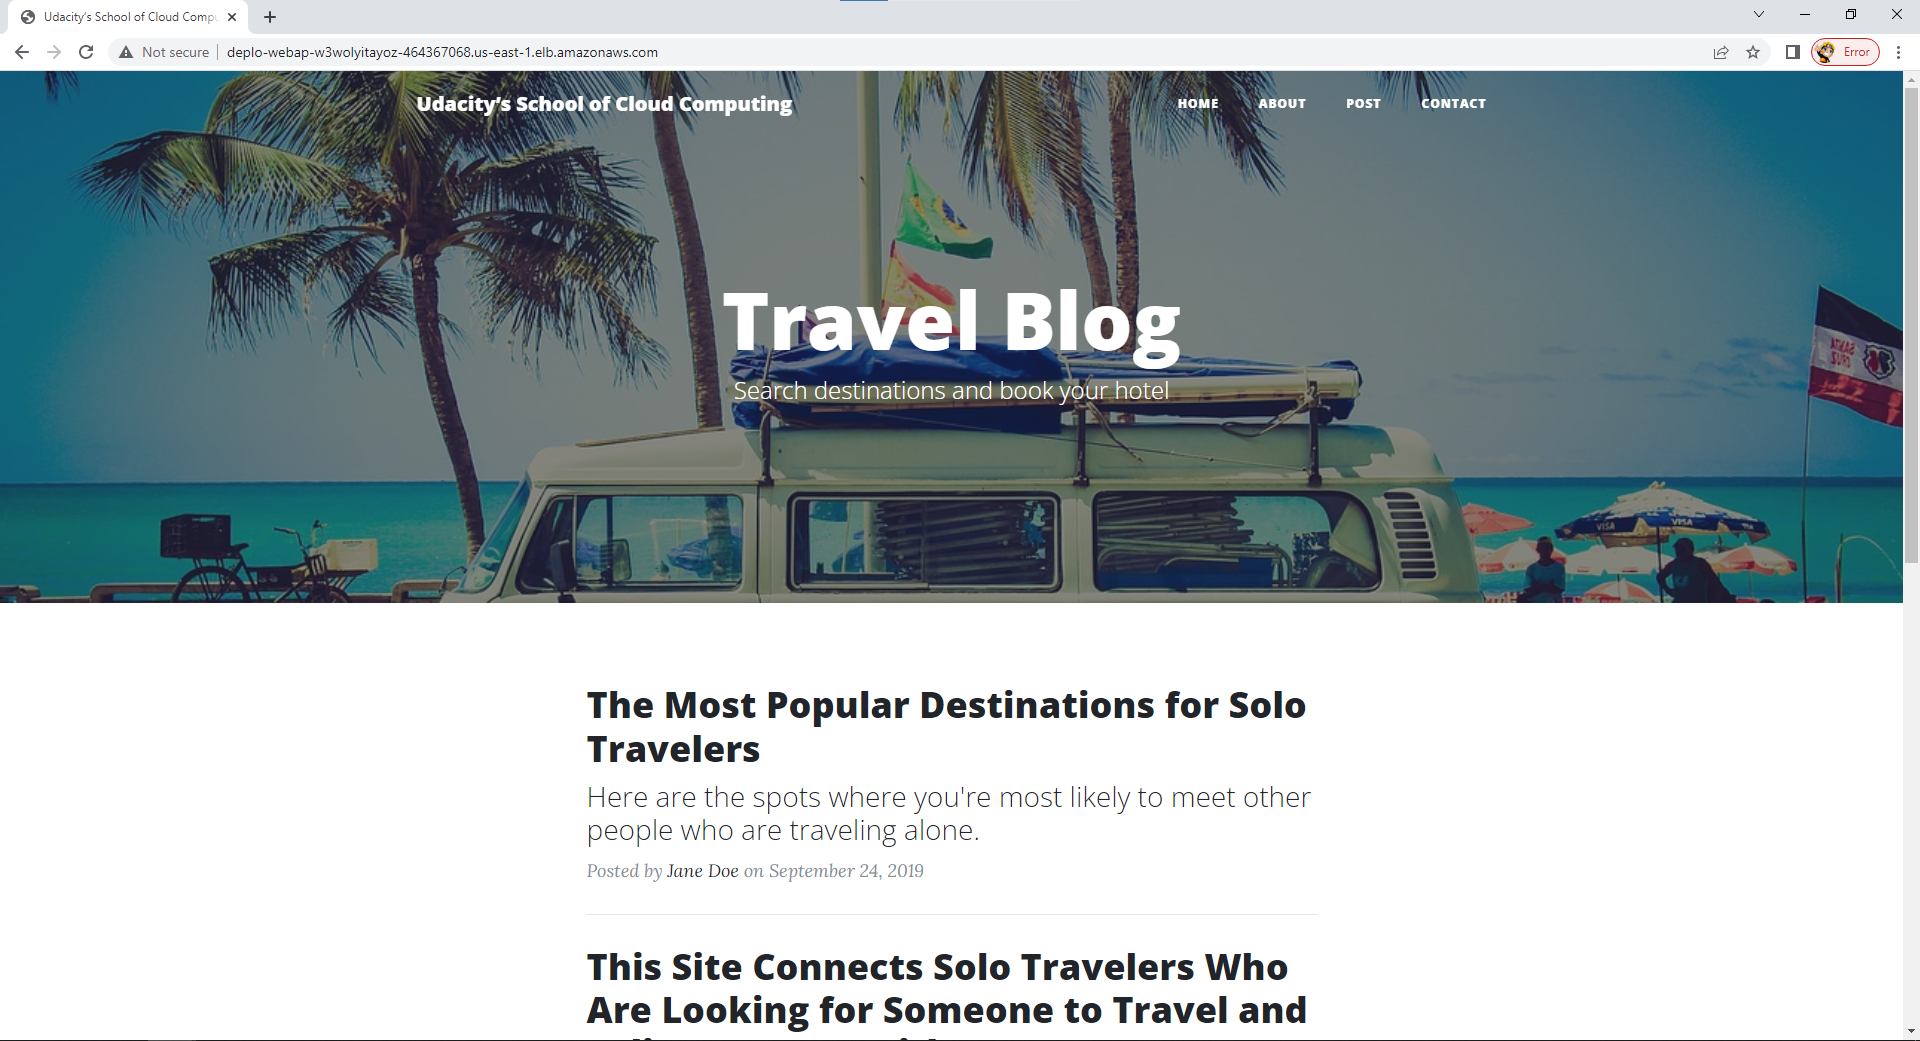 Udacity's School of Cloud Compu
Not secure
deplo-webap-w3wolyitayoz-464367068.us-east-1.elb.amazonaws.com
Error
Udacity's School of Cloud Computing
HOME
ABOUT
POST
CONTACT
Travel Blog
Search destinations and book your hotel
SANTA
CRUZ
VISA
VISA
The Most Popular Destinations for Solo
Travelers
Here are the spots where you're most likely to meet other
people who are traveling alone.
Posted by Jane Doe on September 24, 2019
This Site Connects Solo Travelers Who
Are Looking for Someone to Travel and